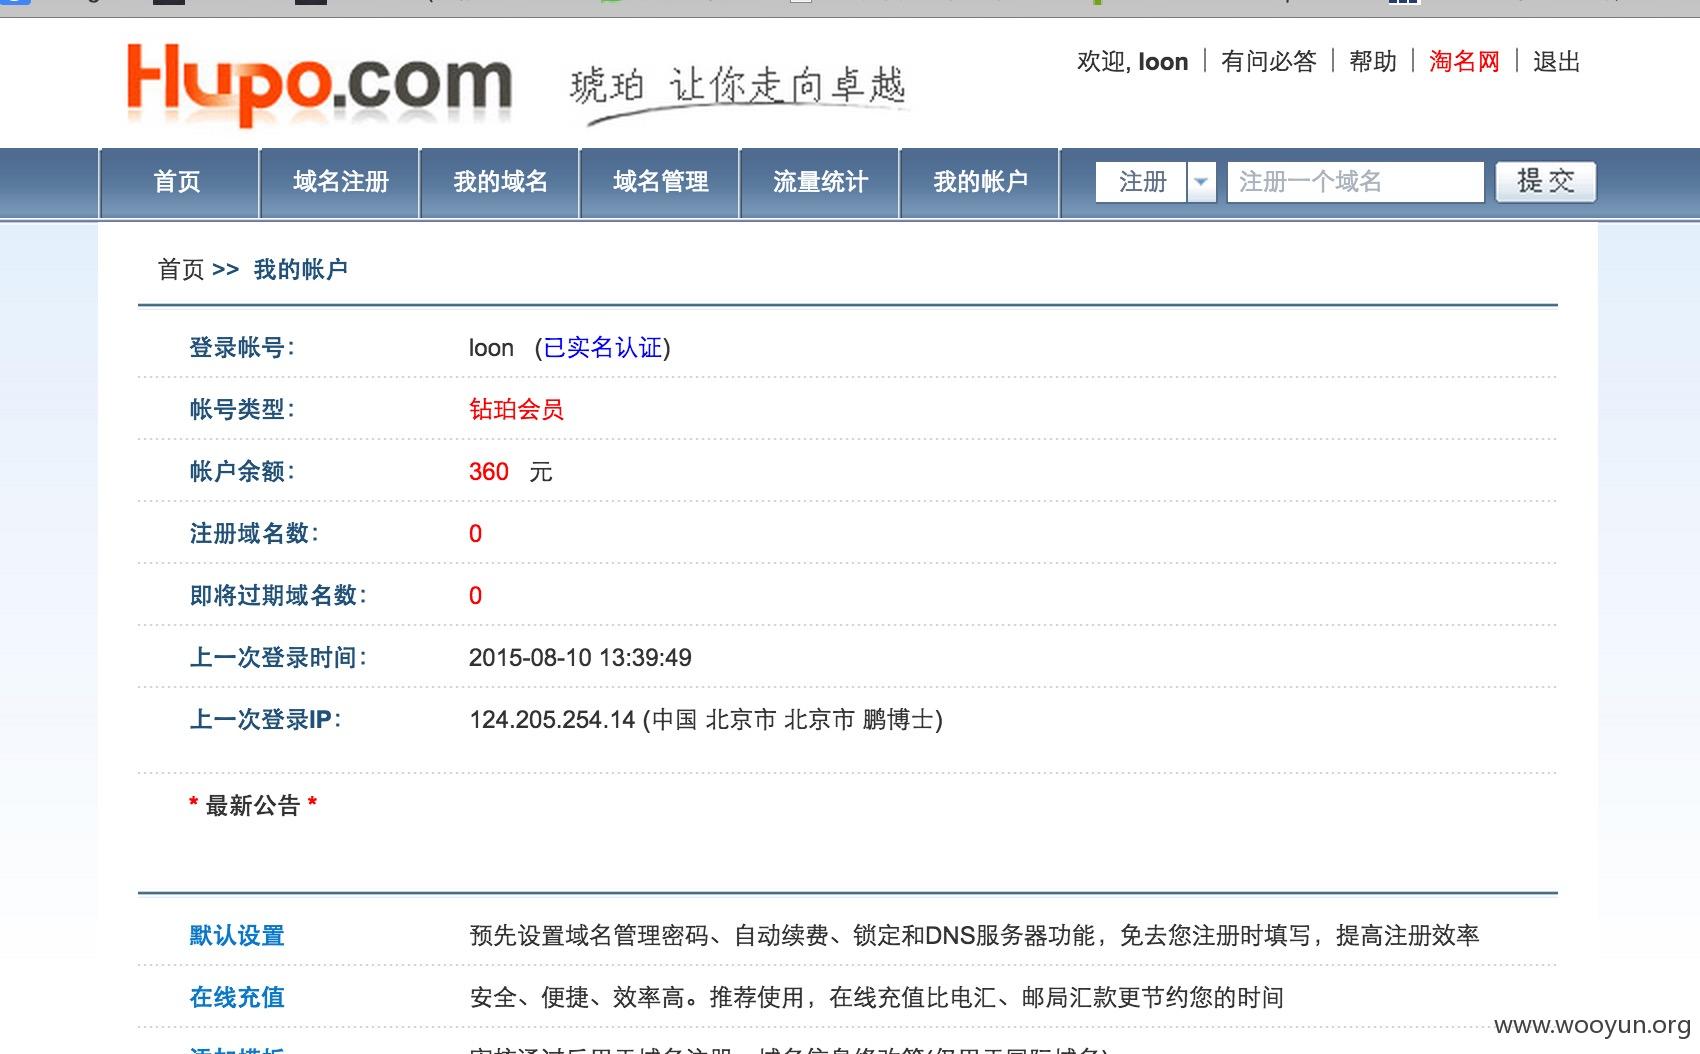 Hupo.com 琥珀 让你走向卓越
欢迎, loon | 有问必答 | 帮助 | 淘名网 | 退出
首页 域名注册 我的域名 域名管理 流量统计 我的帐户 注册 注册一个域名 提交
首页 >> 我的帐户
登录帐号: loon (已实名认证)
帐号类型: 钻珀会员
帐户余额: 360 元
注册域名数: 0
即将过期域名数: 0
上一次登录时间: 2015-08-10 13:39:49
上一次登录IP: 124.205.254.14 (中国 北京市 北京市 鹏博士)
* 最新公告 *
默认设置 预先设置域名管理密码、自动续费、锁定和DNS服务器功能，免去您注册时填写，提高注册效率
在线充值 安全、便捷、效率高。推荐使用，在线充值比电汇、邮局汇款更节约您的时间
www.wooyun.org